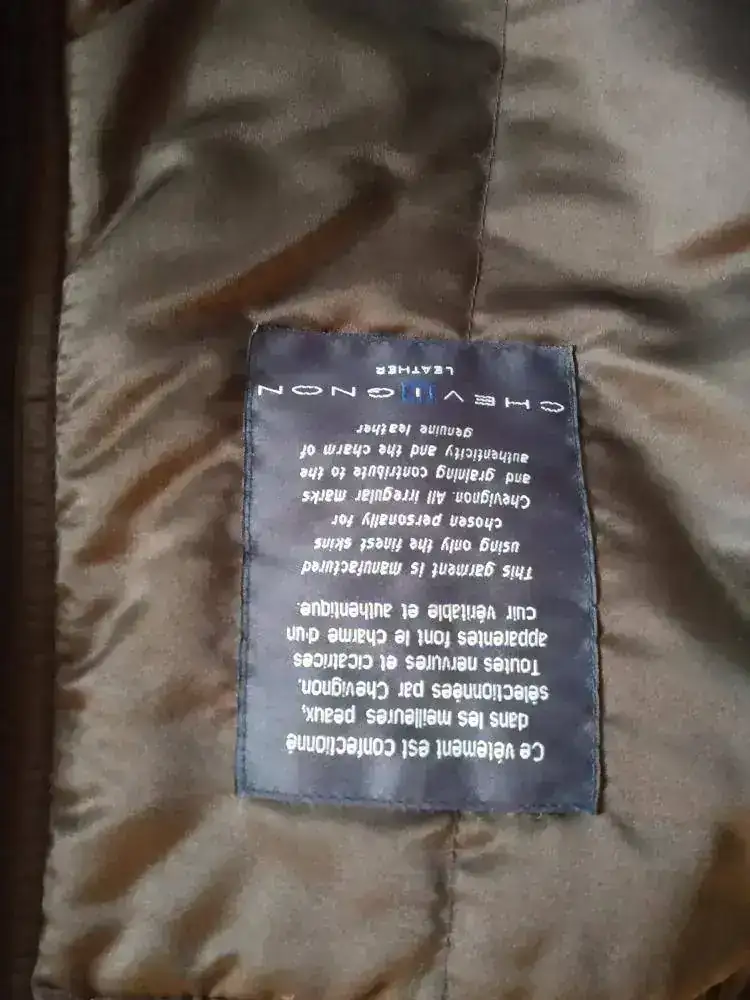 Ce vêtement est confectionné
dans les meilleures peaux,
sélectionnées par Chevignon.
Toutes nervures et cicatrices
apparentes font le charme d'un
cuir véritable et authentique.
This garment is manufactured
using only the finest skins
chosen personally for
Chevignon. All irregular marks
and graining contribute to the
authenticity and the charm of
genuine leather
CHEVIGNON
LEATHER